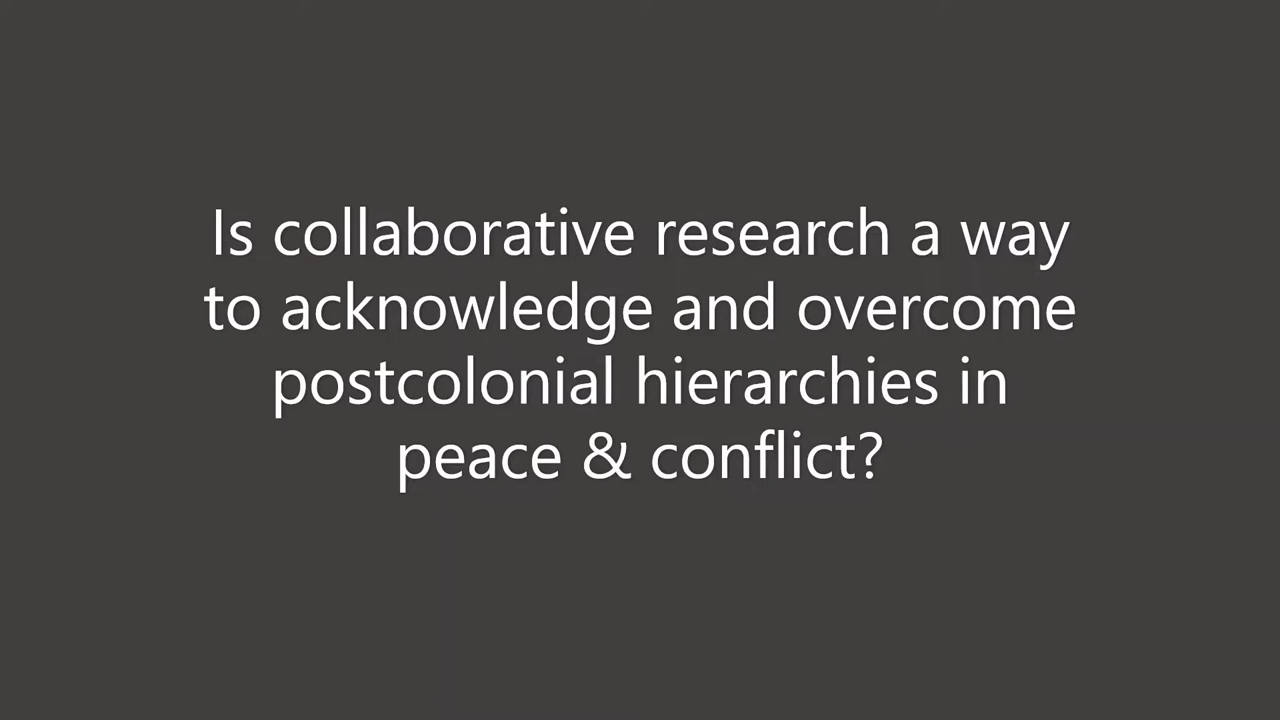 Is collaborative research a way
to acknowledge and overcome
postcolonial hierarchies in
peace & conflict?